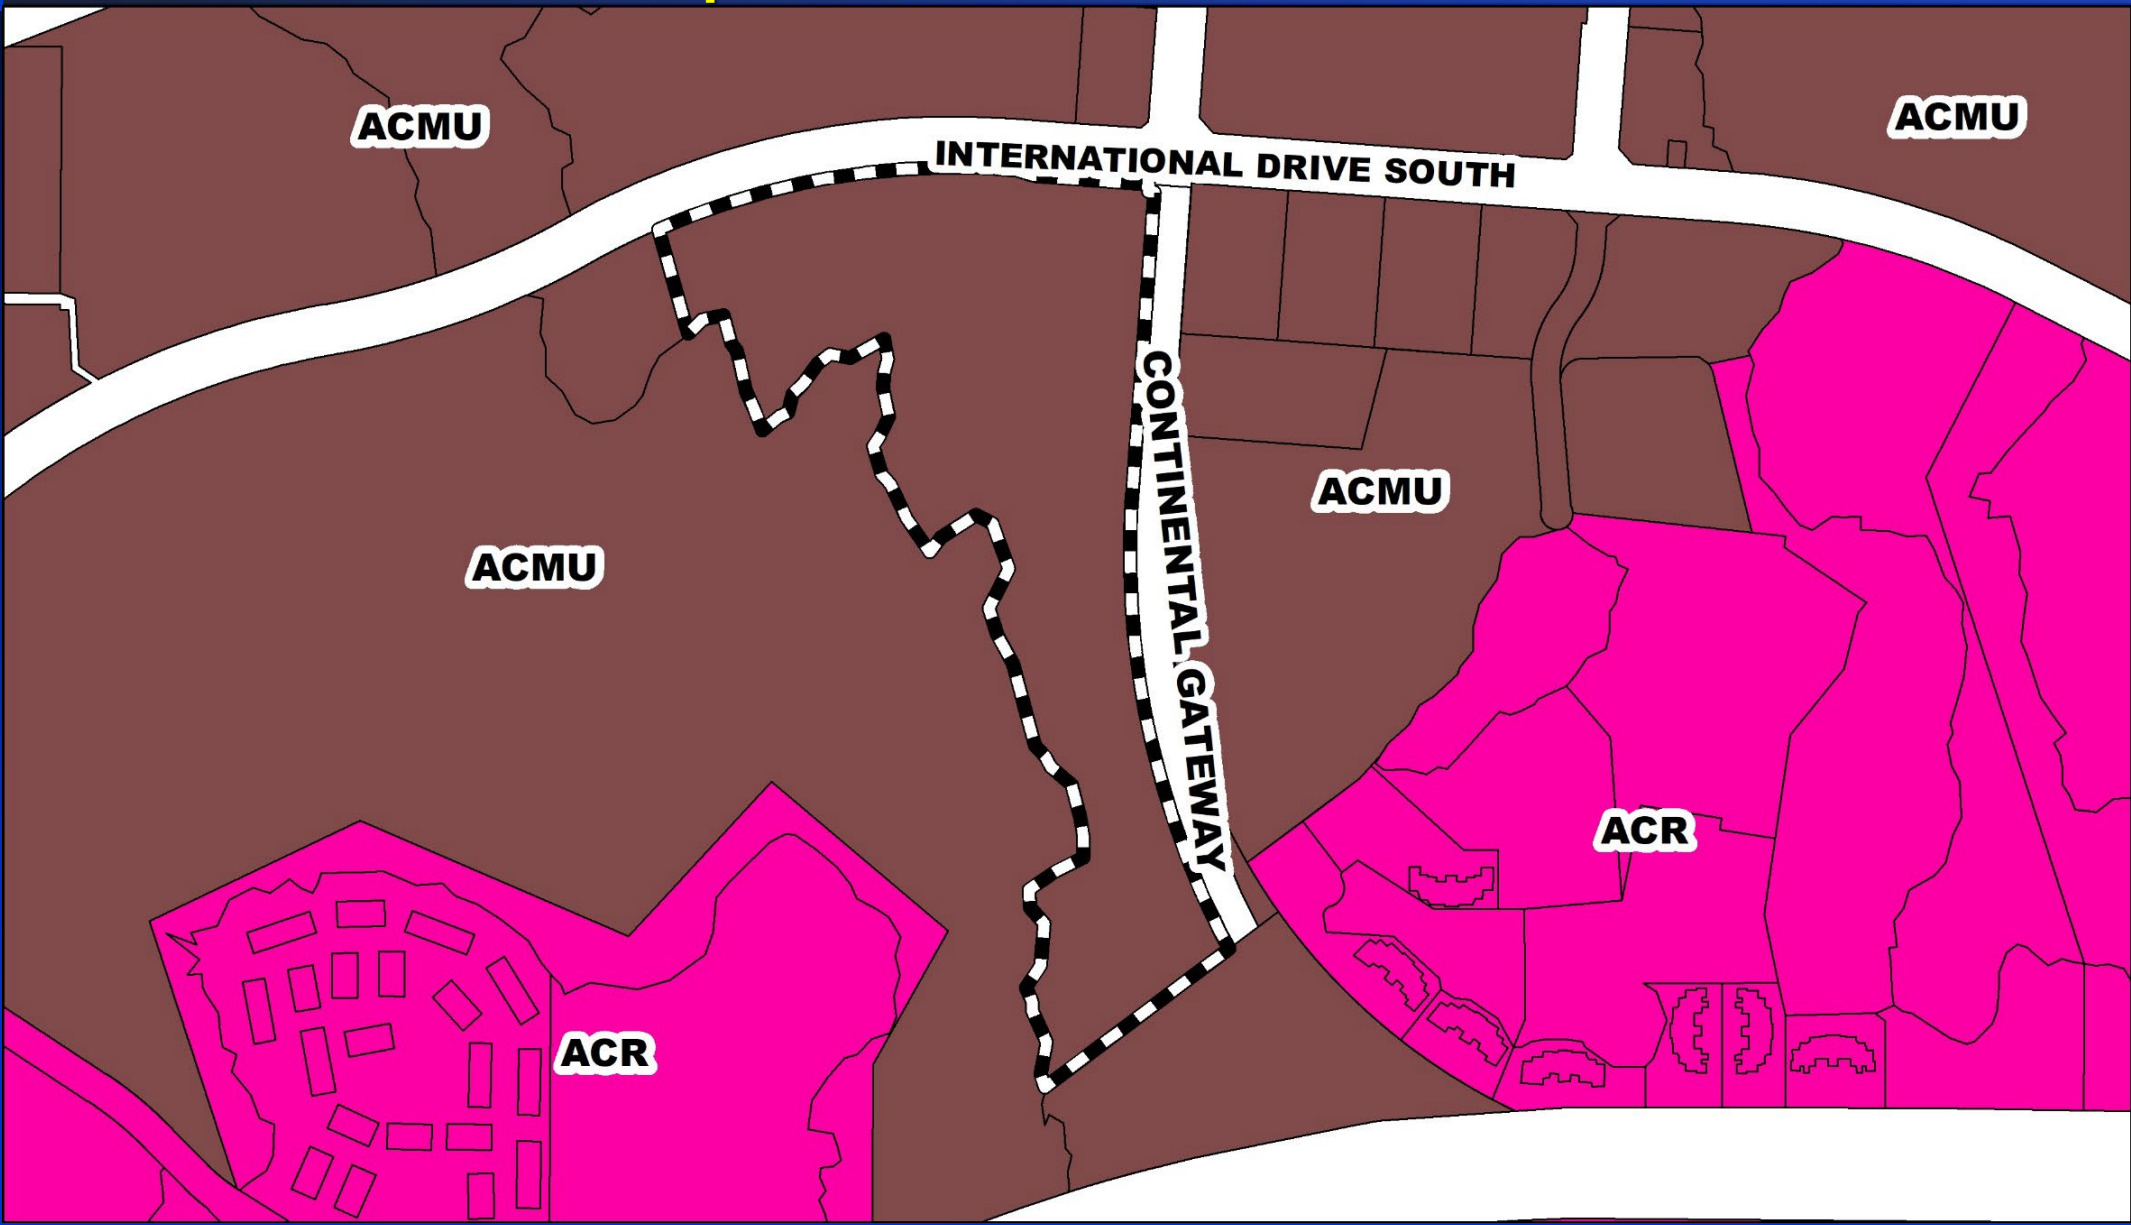 ACMU
ACMU
INTERNATIONAL DRIVE SOUTH
CONTINENTAL GATEWAY
ACMU
ACMU
ACR
ACR